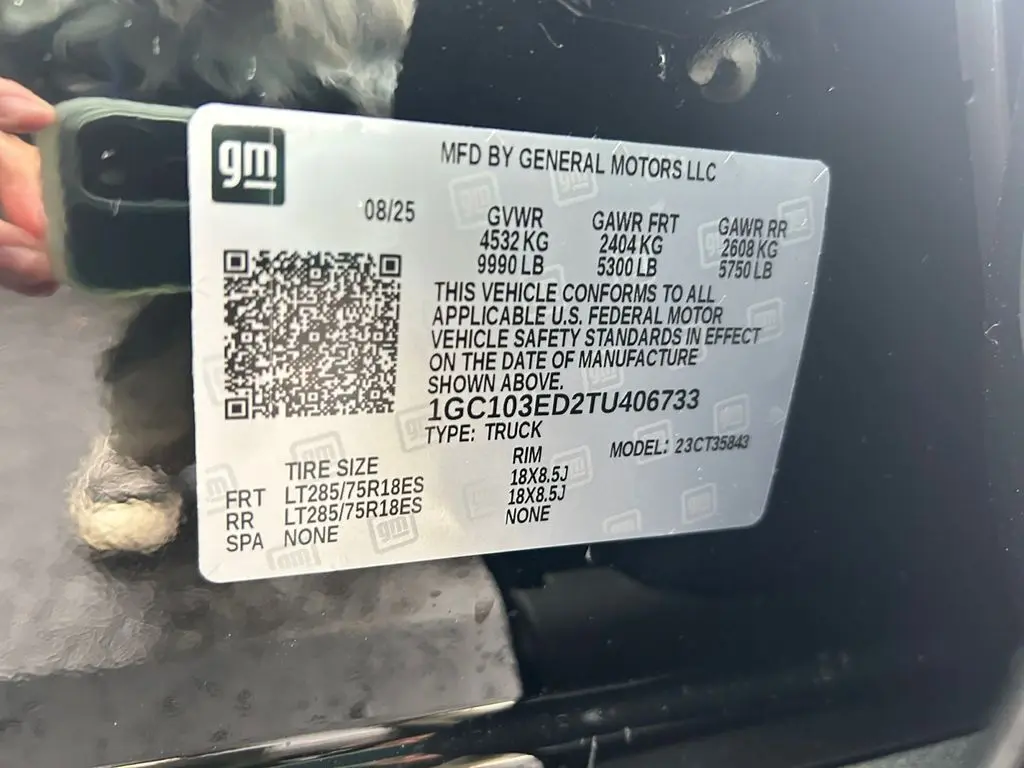 gm
MFD BY GENERAL MOTORS LLC
08/25 GVWR GAWR FRT GAWR RR
4532 KG 2404 KG 2608 KG
9990 LB 5300 LB 5750 LB
THIS VEHICLE CONFORMS TO ALL
APPLICABLE U.S. FEDERAL MOTOR
VEHICLE SAFETY STANDARDS IN EFFECT
ON THE DATE OF MANUFACTURE
SHOWN ABOVE.
1GC103ED2TU406733
TYPE: TRUCK MODEL: 23CT35843
TIRE SIZE RIM
FRT LT285/75R18ES 18X8.5J
RR LT285/75R18ES 18X8.5J
SPA NONE NONE